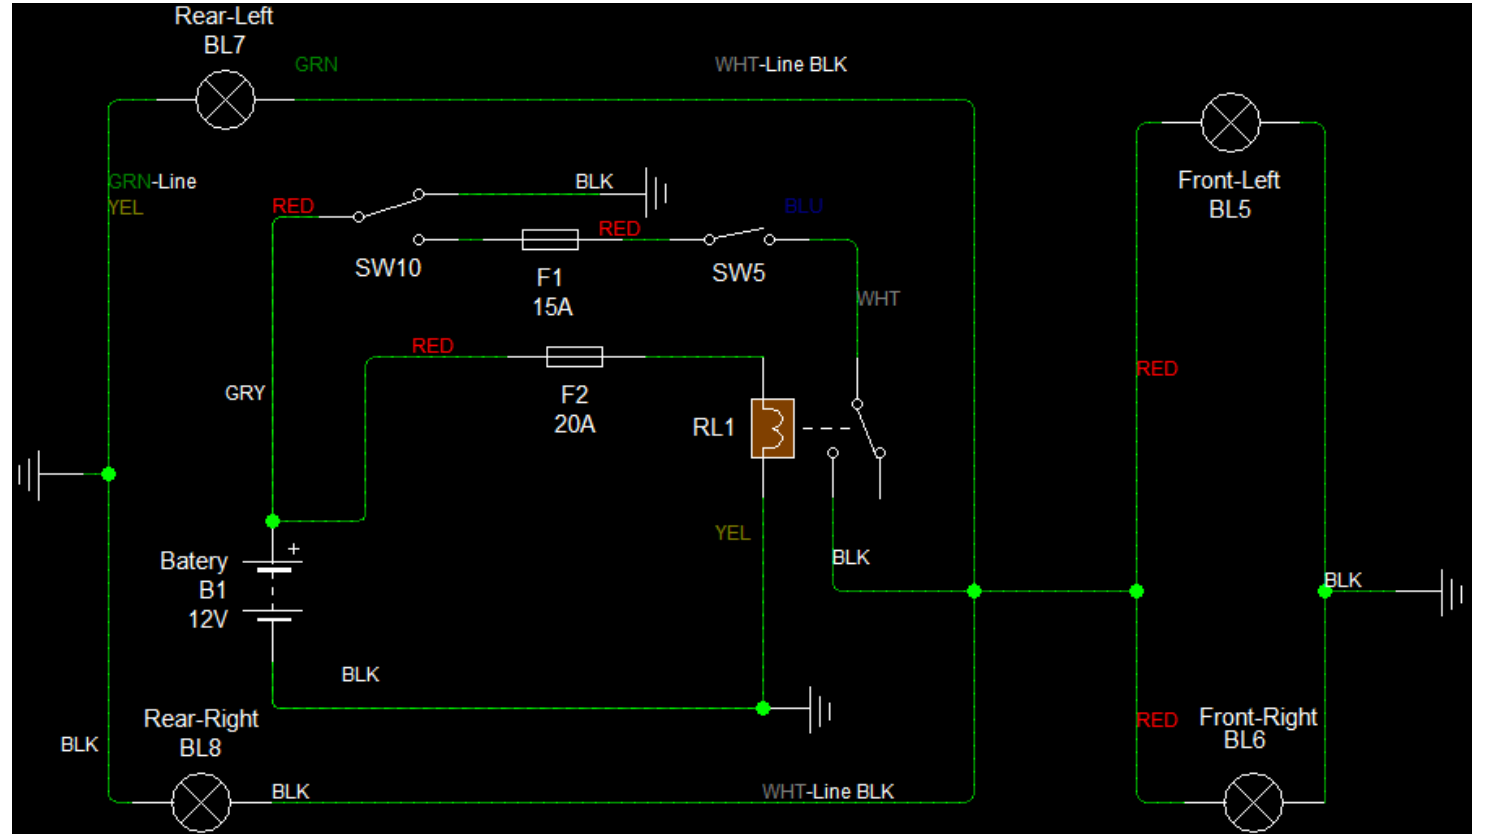 Rear-Left
BL7
GRN
WHT-Line BLK
GRN-Line
YEL
RED
BLK
BLU
RED
SW10
F1
15A
SW5
WHT
Front-Left
BL5
RED
F2
20A
GRY
RL1
RED
YEL
BLK
Batery
+
B1
12V
BLK
BLK
Rear-Right
BL8
BLK
BLK
WHT-Line BLK
RED
Front-Right
BL6